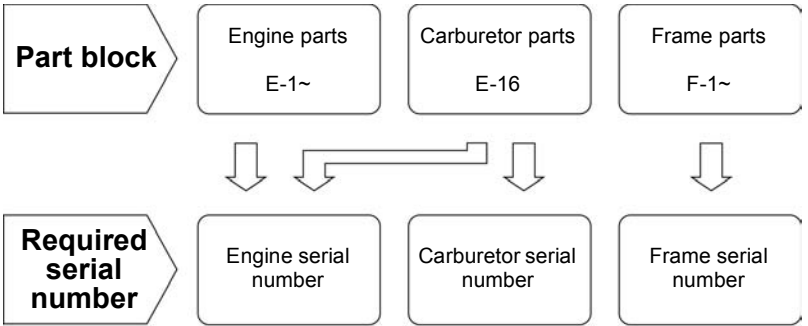 Part block
Engine parts
E-1~
Carburetor parts
E-16
Frame parts
F-1~
Required
serial
number
Engine serial
number
Carburetor serial
number
Frame serial
number